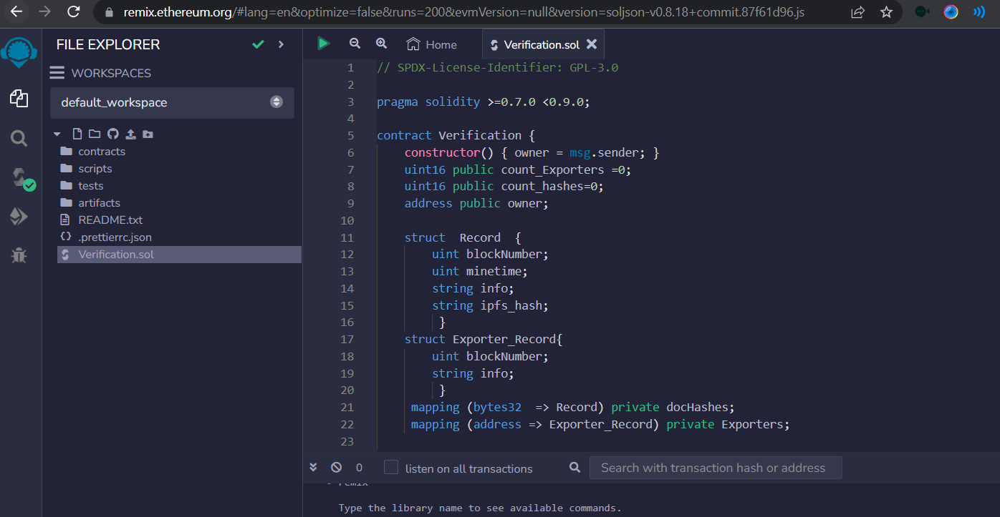 remix.ethereum.org/#lang=en&optimize=false&runs=200&evmVersion=null&version=soljson-v0.8.18+commit.87f61d96.js
FILE EXPLORER
WORKSPACES
default_workspace
contracts
scripts
tests
artifacts
README.txt
{} .prettierrc.json
Verification.sol
Home
Verification.sol
1 // SPDX-License-Identifier: GPL-3.0
2
3 pragma solidity >=0.7.0 <0.9.0;
4
5 contract Verification {
6 constructor() { owner = msg.sender; }
7 uint16 public count_Exporters =0;
8 uint16 public count_hashes=0;
9 address public owner;
10
11 struct  Record  {
12 uint blockNumber;
13 uint minetime;
14 string info;
15 string ipfs_hash;
16 }
17 struct Exporter_Record{
18 uint blockNumber;
19 string info;
20 }
21 mapping (bytes32  => Record) private docHashes;
22 mapping (address => Exporter_Record) private Exporters;
23
0 listen on all transactions
Search with transaction hash or address
remix
Type the library name to see available commands.